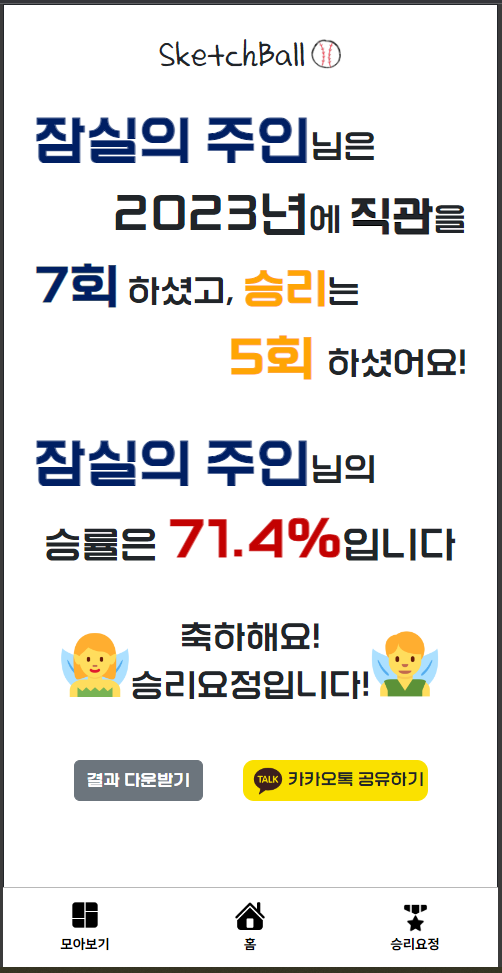 SketchBall
잠실의 주인님은
2023년에 직관을
7회 하셨고, 승리는
5회 하셨어요!
잠실의 주인님의
승률은 71.4%입니다
축하해요!
승리요정입니다!
결과 다운받기
TALK 카카오톡 공유하기
모아보기 홈 승리요정